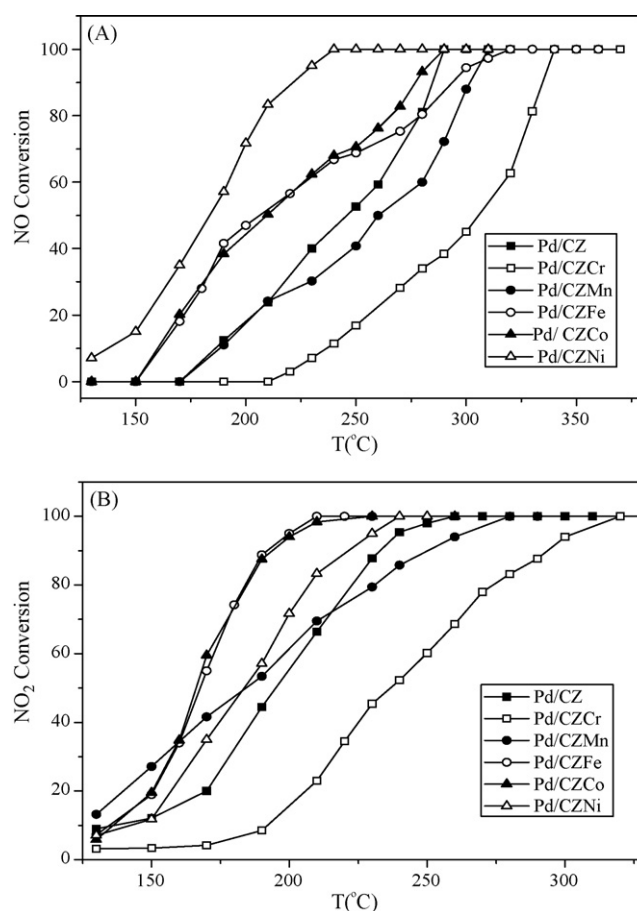 (A)
NO Conversion
100
80
60
40
20
0
Pd/CZ
Pd/CZCr
Pd/CZMn
Pd/CZFe
Pd/ CZCo
Pd/CZNi
150 200 250 300 350
T(°C)
(B)
NO₂ Conversion
100
80
60
40
20
0
Pd/CZ
Pd/CZCr
Pd/CZMn
Pd/CZFe
Pd/CZCo
Pd/CZNi
150 200 250 300
T(°C)